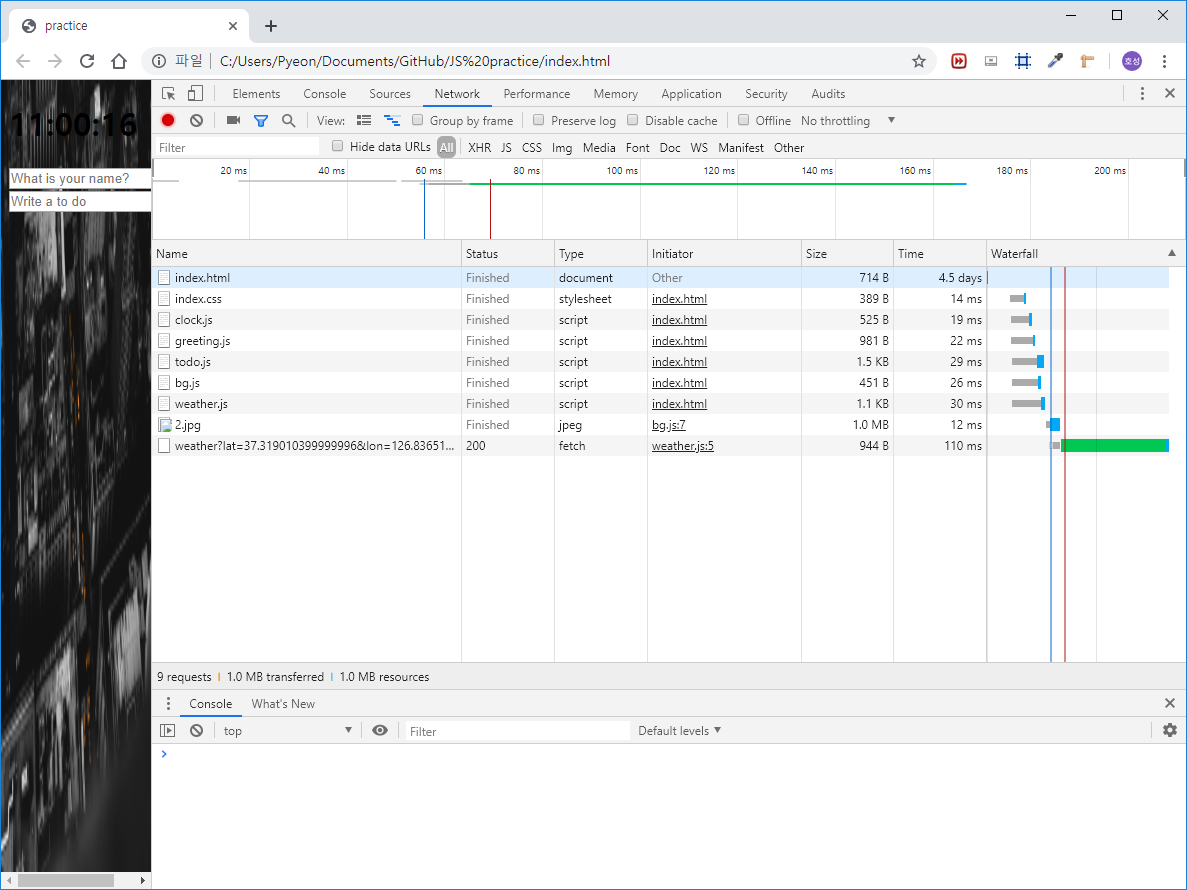 practice
파일 C:/Users/Pyeon/Documents/GitHub/JS%20practice/index.html
호성
11:00:16
What is your name?
Write a to do
Elements Console Sources Network Performance Memory Application Security Audits
View: Group by frame Preserve log Disable cache Offline No throttling
Filter Hide data URLs All XHR JS CSS Img Media Font Doc WS Manifest Other
20 ms 40 ms 60 ms 80 ms 100 ms 120 ms 140 ms 160 ms 180 ms 200 ms
Name Status Type Initiator Size Time Waterfall
index.html Finished document Other 714 B 4.5 days
index.css Finished stylesheet index.html 389 B 14 ms
clock.js Finished script index.html 525 B 19 ms
greeting.js Finished script index.html 981 B 22 ms
todo.js Finished script index.html 1.5 KB 29 ms
bg.js Finished script index.html 451 B 26 ms
weather.js Finished script index.html 1.1 KB 30 ms
2.jpg Finished jpeg bg.js:7 1.0 MB 12 ms
weather?lat=37.319010399999996&lon=126.83651... 200 fetch weather.js:5 944 B 110 ms
9 requests 1.0 MB transferred 1.0 MB resources
Console What's New
top Filter Default levels